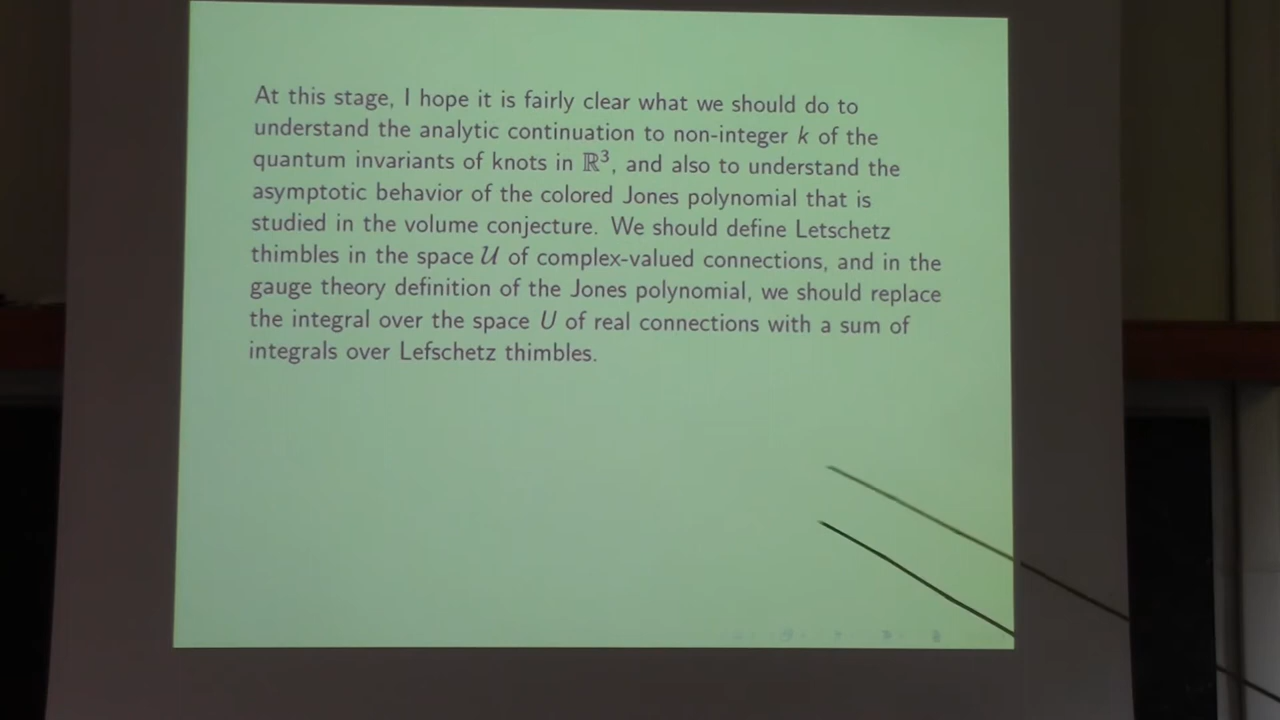 At this stage, I hope it is fairly clear what we should do to
understand the analytic continuation to non-integer k of the
quantum invariants of knots in ℝ³, and also to understand the
asymptotic behavior of the colored Jones polynomial that is
studied in the volume conjecture. We should define Letschetz
thimbles in the space 𝒰 of complex-valued connections, and in the
gauge theory definition of the Jones polynomial, we should replace
the integral over the space U of real connections with a sum of
integrals over Lefschetz thimbles.